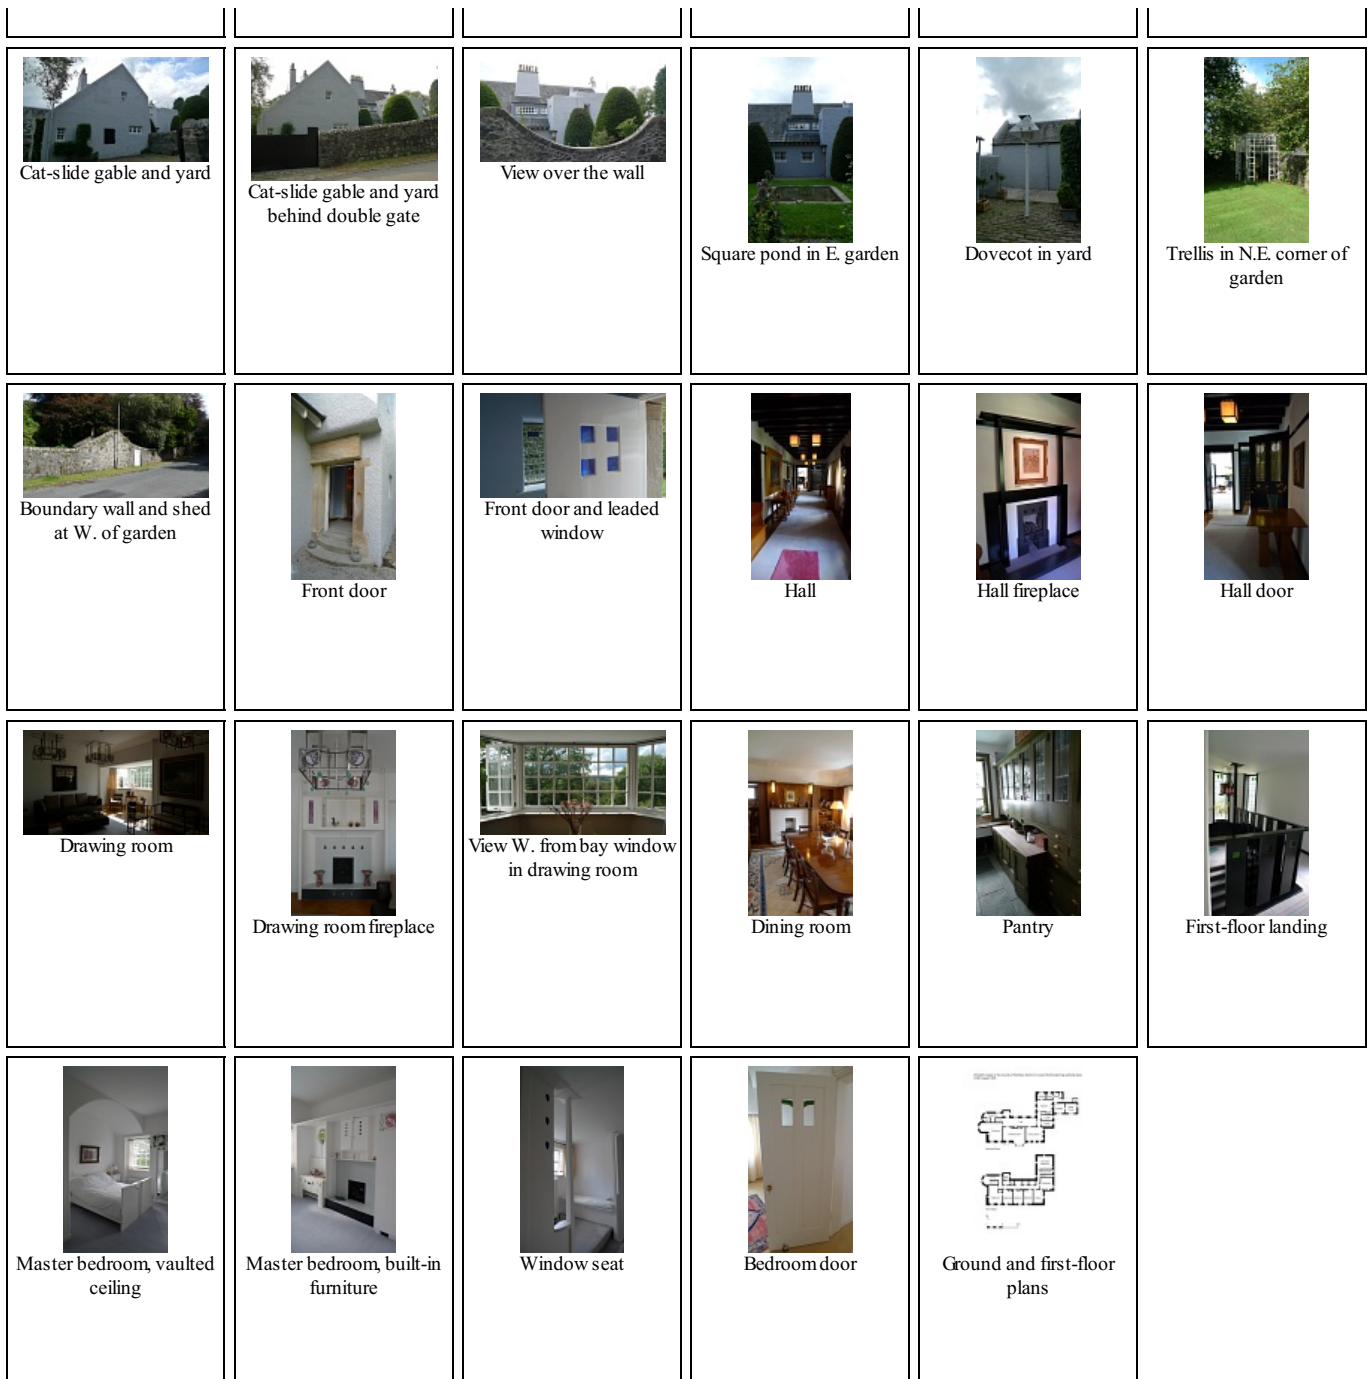 Cat-slide gable and yard
Cat-slide gable and yard
behind double gate
View over the wall
Square pond in E. garden
Dovecot in yard
Trellis in N.E. corner of
garden
Boundary wall and shed
at W. of garden
Front door
Front door and leaded
window
Hall
Hall fireplace
Hall door
Drawing room
Drawing room fireplace
View W. from bay window
in drawing room
Dining room
Pantry
First-floor landing
Master bedroom, vaulted
ceiling
Master bedroom, built-in
furniture
Window seat
Bedroom door
Ground and first-floor
plans